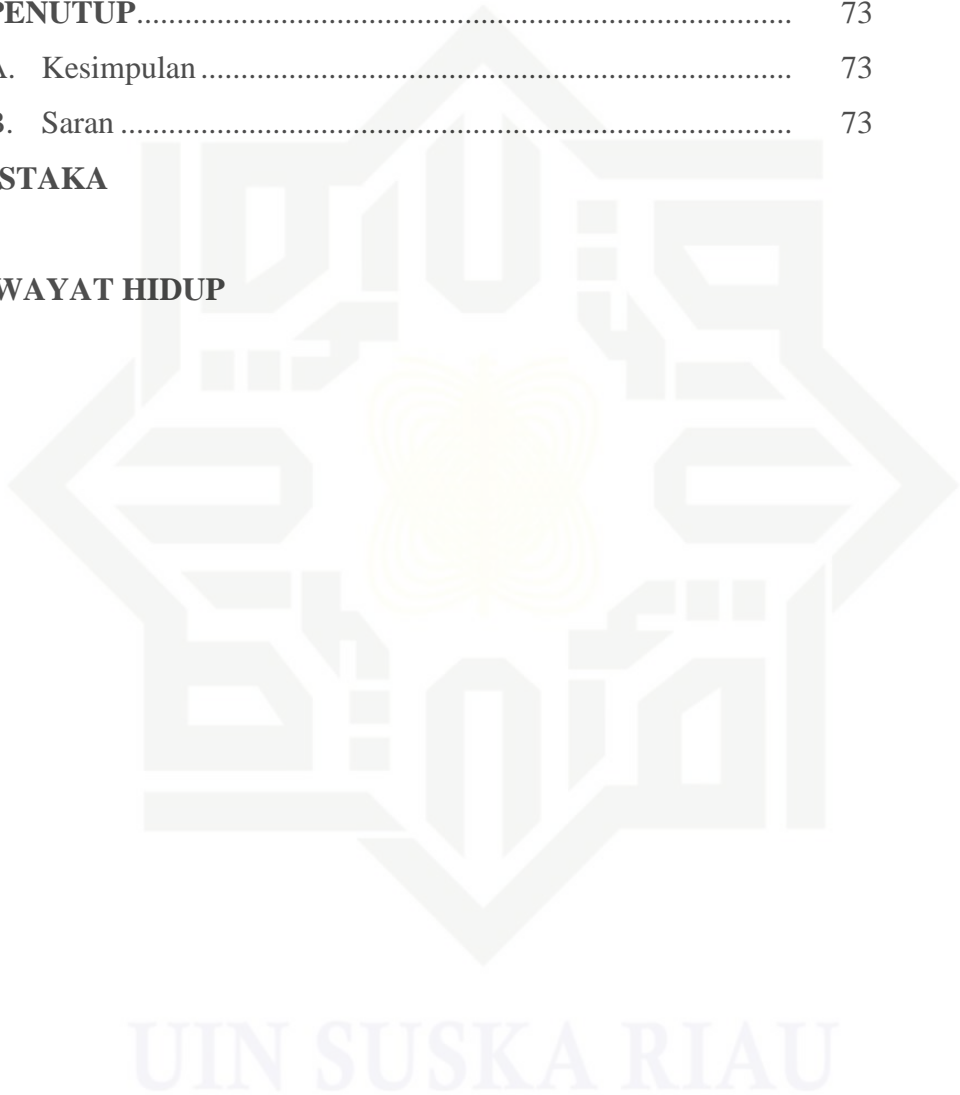 PENUTUP.................................................................................... 73
A. Kesimpulan ........................................................................... 73
B. Saran ..................................................................................... 73
STAKA
WAYAT HIDUP
UIN SUSKA RIAU